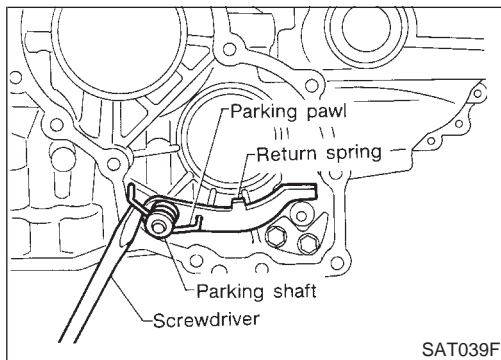 Parking pawl
Return spring
Parking shaft
Screwdriver
SAT039F